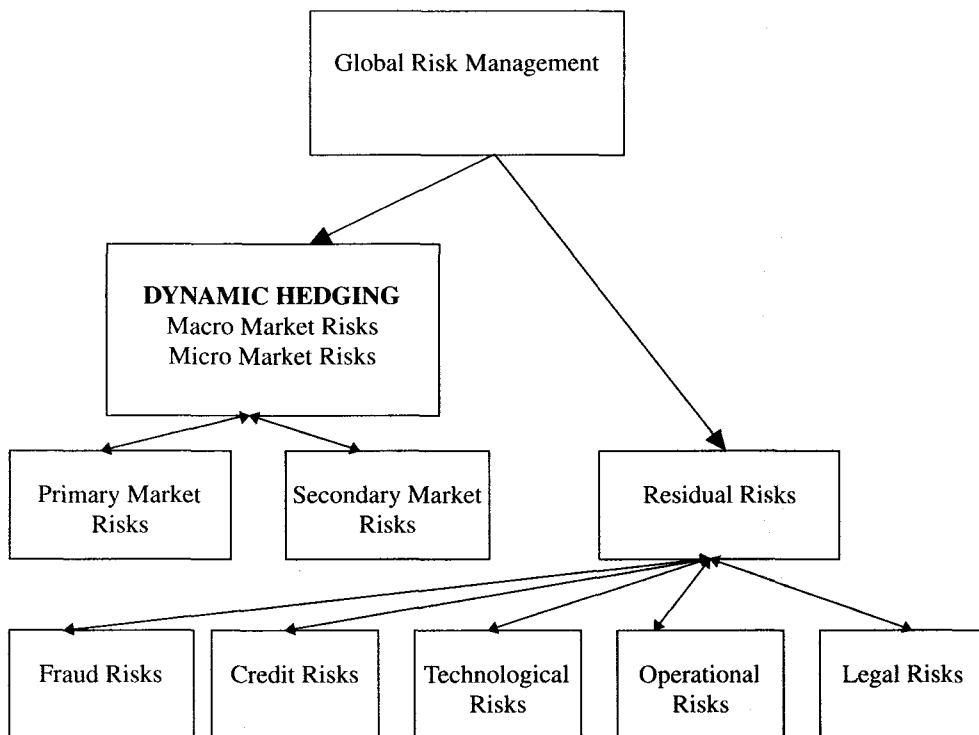 Global Risk Management
DYNAMIC HEDGING
Macro Market Risks
Micro Market Risks
Primary Market
Risks
Secondary Market
Risks
Residual Risks
Fraud Risks
Credit Risks
Technological
Risks
Operational
Risks
Legal Risks